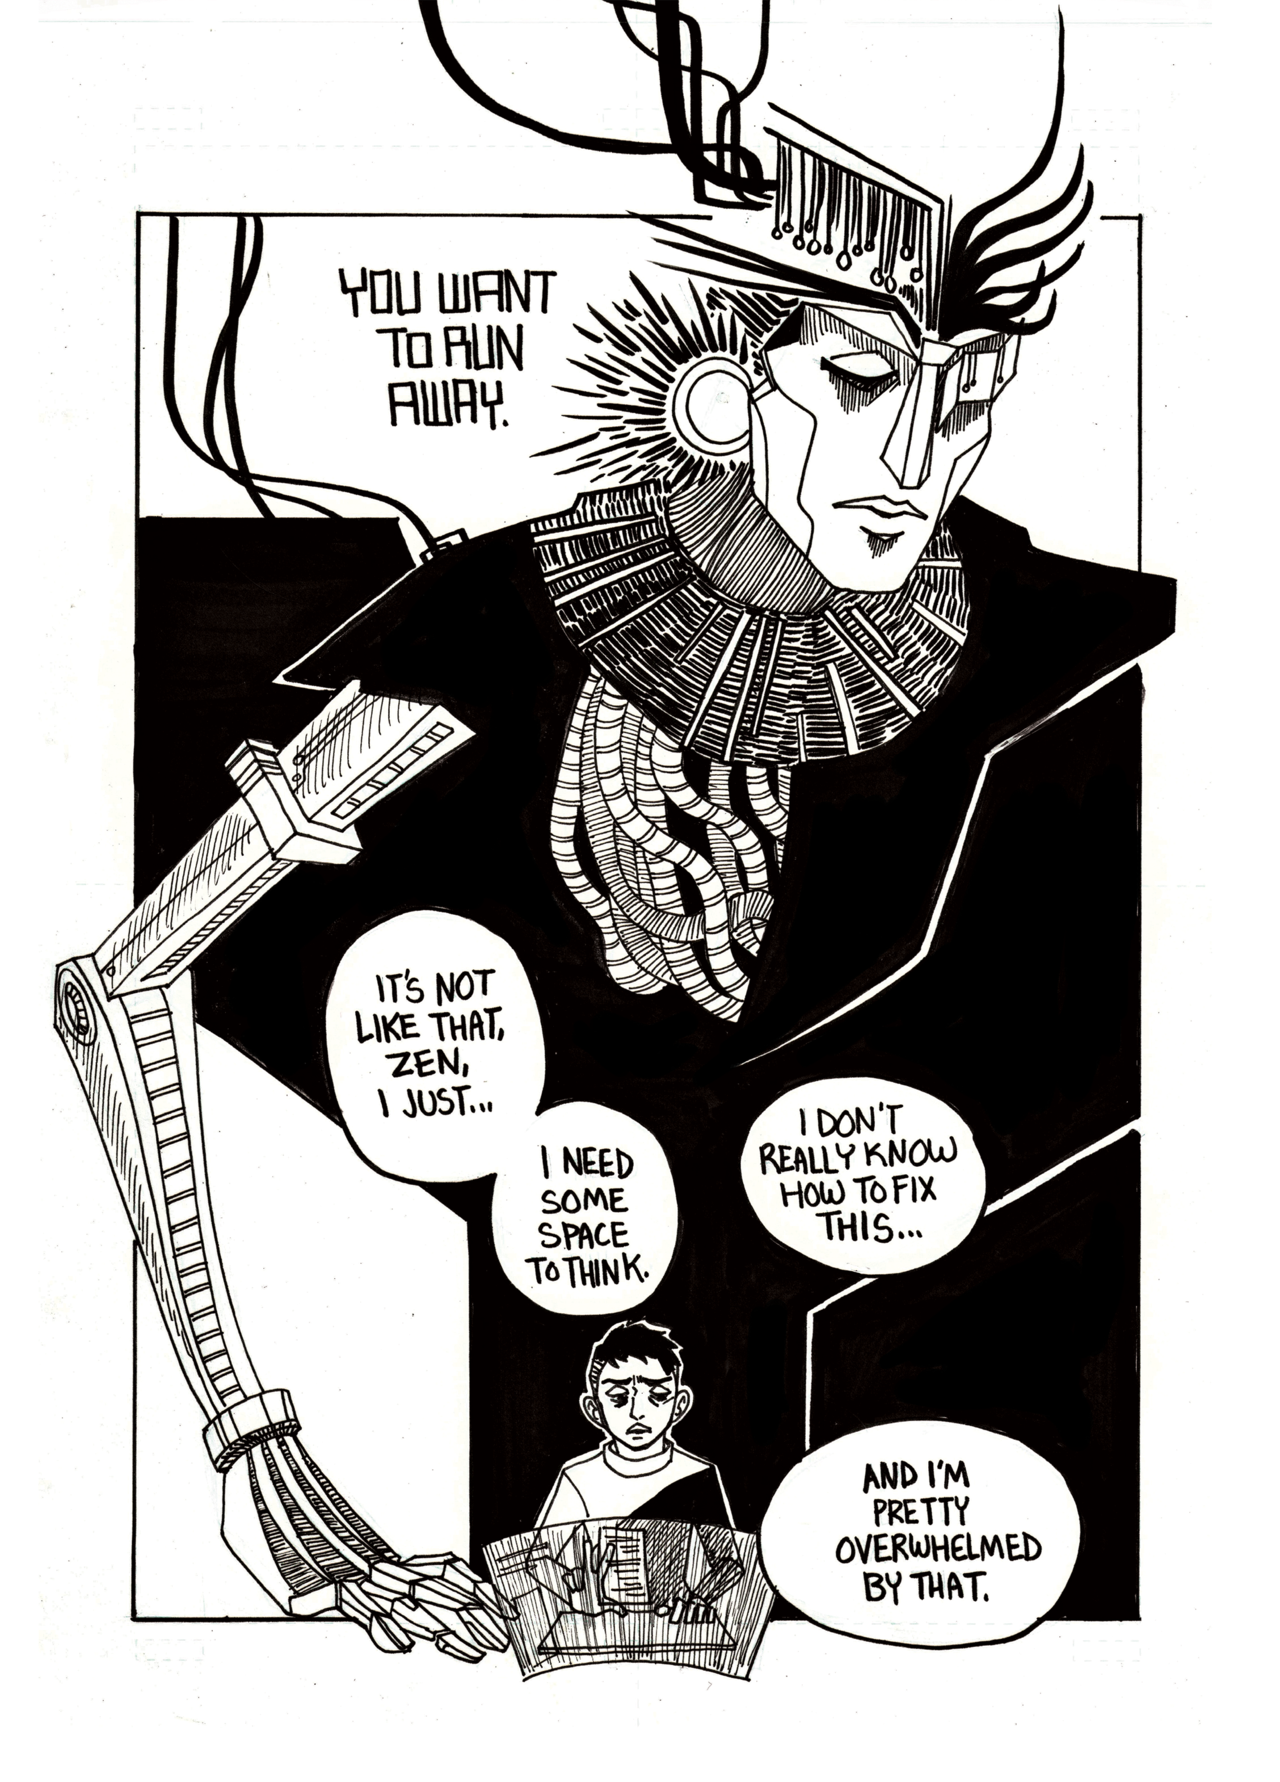 YOU WANT
TO RUN
AWAY.
IT'S NOT
LIKE THAT,
ZEN,
I JUST...
I NEED
SOME
SPACE
TO THINK.
I DON'T
REALLY KNOW
HOW TO FIX
THIS...
AND I'M
PRETTY
OVERWHELMED
BY THAT.